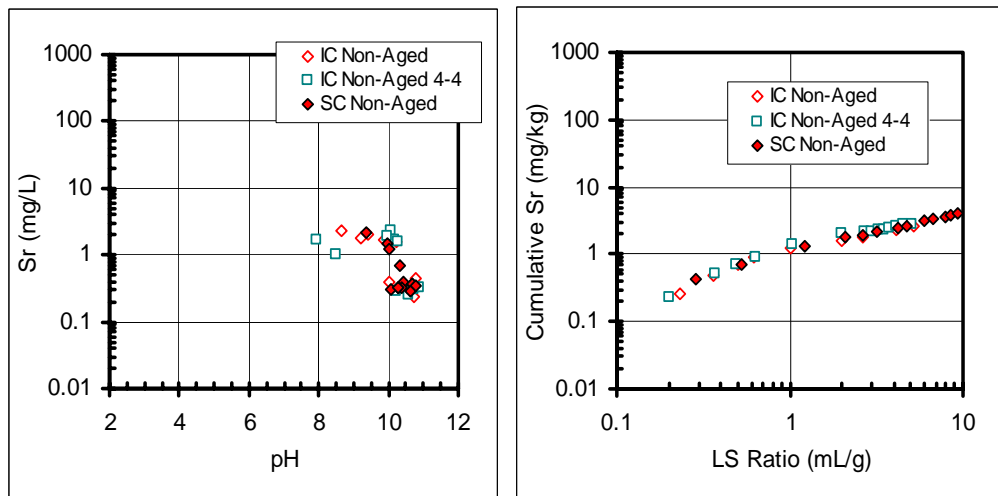 1000
100
10
1
0.1
0.01
Sr (mg/L)
IC Non-Aged
IC Non-Aged 4-4
SC Non-Aged
2 4 6 8 10 12
pH
1000
100
10
1
0.1
0.01
Cumulative Sr (mg/kg)
IC Non-Aged
IC Non-Aged 4-4
SC Non-Aged
0.1 1 10
LS Ratio (mL/g)